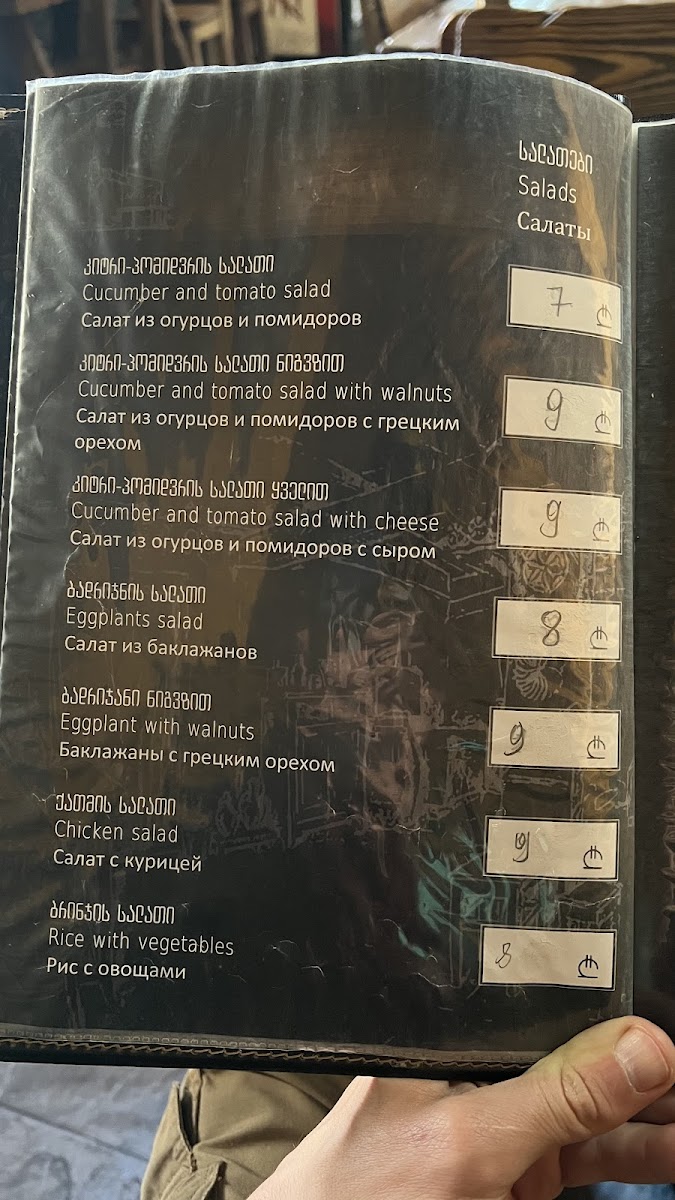 სალათები
Salads
Салаты
კიტრი-პომიდვრის სალათი
Cucumber and tomato salad
Салат из огурцов и помидоров
7 ₾
კიტრი-პომიდვრის სალათი ნიგვზით
Cucumber and tomato salad with walnuts
Салат из огурцов и помидоров с грецким
орехом
9 ₾
კიტრი-პომიდვრის სალათი ყველით
Cucumber and tomato salad with cheese
Салат из огурцов и помидоров с сыром
9 ₾
ბადრიჯნის სალათი
Eggplants salad
Салат из баклажанов
8 ₾
ბადრიჯანი ნიგვზით
Eggplant with walnuts
Баклажаны с грецким орехом
9 ₾
ქათმის სალათი
Chicken salad
Салат с курицей
9 ₾
ბრინჯის სალათი
Rice with vegetables
Рис с овощами
8 ₾